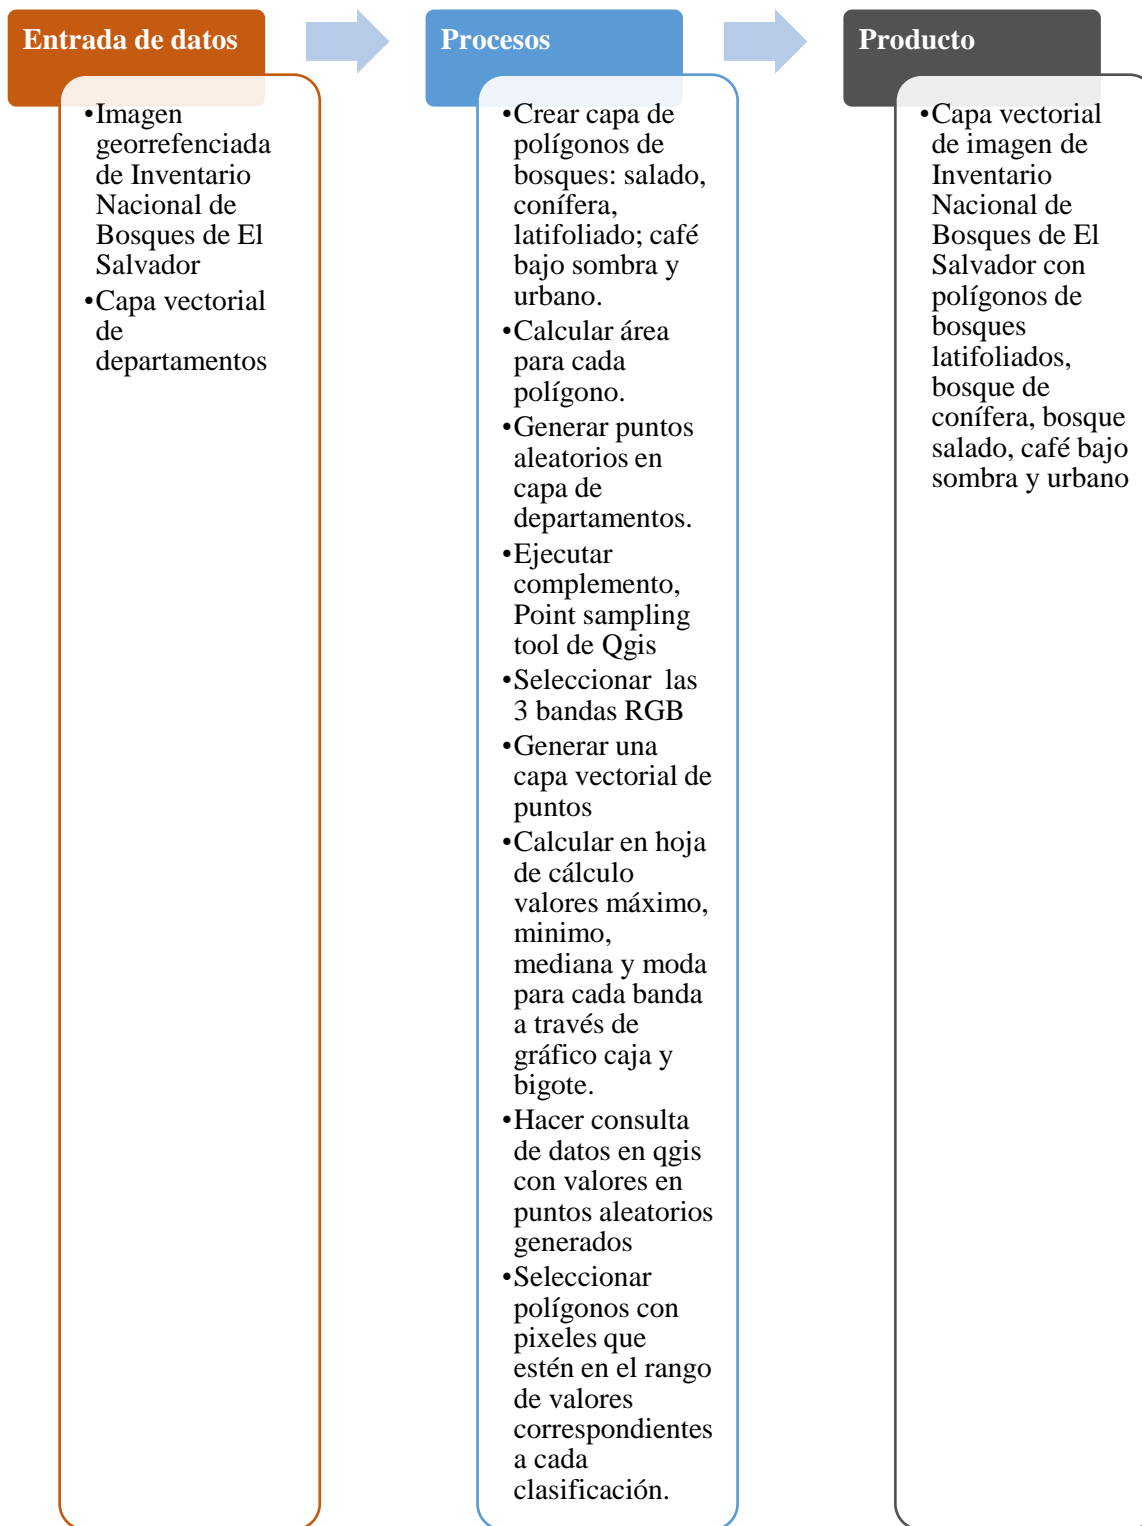 Entrada de datos
•Imagen
georrefenciada
de Inventario
Nacional de
Bosques de El
Salvador
•Capa vectorial
de
departamentos
Procesos
•Crear capa de
polígonos de
bosques: salado,
conífera,
latifoliado; café
bajo sombra y
urbano.
•Calcular área
para cada
polígono.
•Generar puntos
aleatorios en
capa de
departamentos.
•Ejecutar
complemento,
Point sampling
tool de Qgis
•Seleccionar las
3 bandas RGB
•Generar una
capa vectorial de
puntos
•Calcular en hoja
de cálculo
valores máximo,
minimo,
mediana y moda
para cada banda
a través de
gráfico caja y
bigote.
•Hacer consulta
de datos en qgis
con valores en
puntos aleatorios
generados
•Seleccionar
polígonos con
pixeles que
estén en el rango
de valores
correspondientes
a cada
clasificación.
Producto
•Capa vectorial
de imagen de
Inventario
Nacional de
Bosques de El
Salvador con
polígonos de
bosques
latifoliados,
bosque de
conífera, bosque
salado, café bajo
sombra y urbano